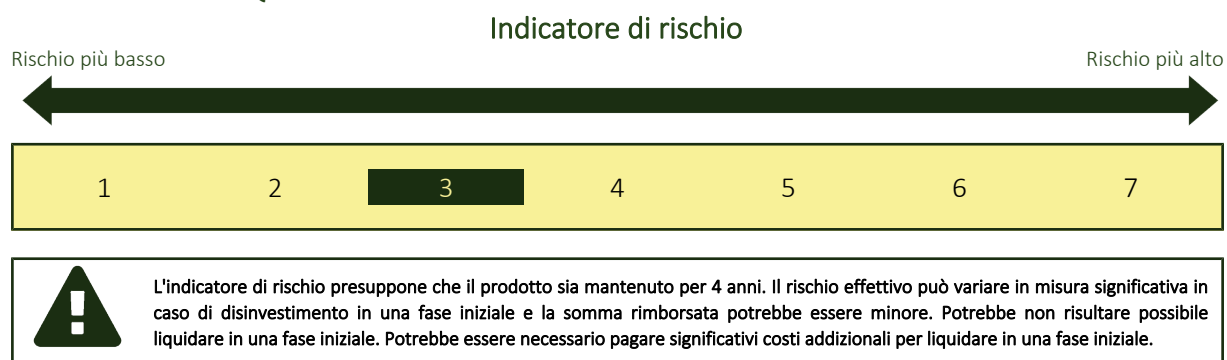 Indicatore di rischio
Rischio più basso
Rischio più alto
1 2 3 4 5 6 7
L'indicatore di rischio presuppone che il prodotto sia mantenuto per 4 anni. Il rischio effettivo può variare in misura significativa in
caso di disinvestimento in una fase iniziale e la somma rimborsata potrebbe essere minore. Potrebbe non risultare possibile
liquidare in una fase iniziale. Potrebbe essere necessario pagare significativi costi addizionali per liquidare in una fase iniziale.